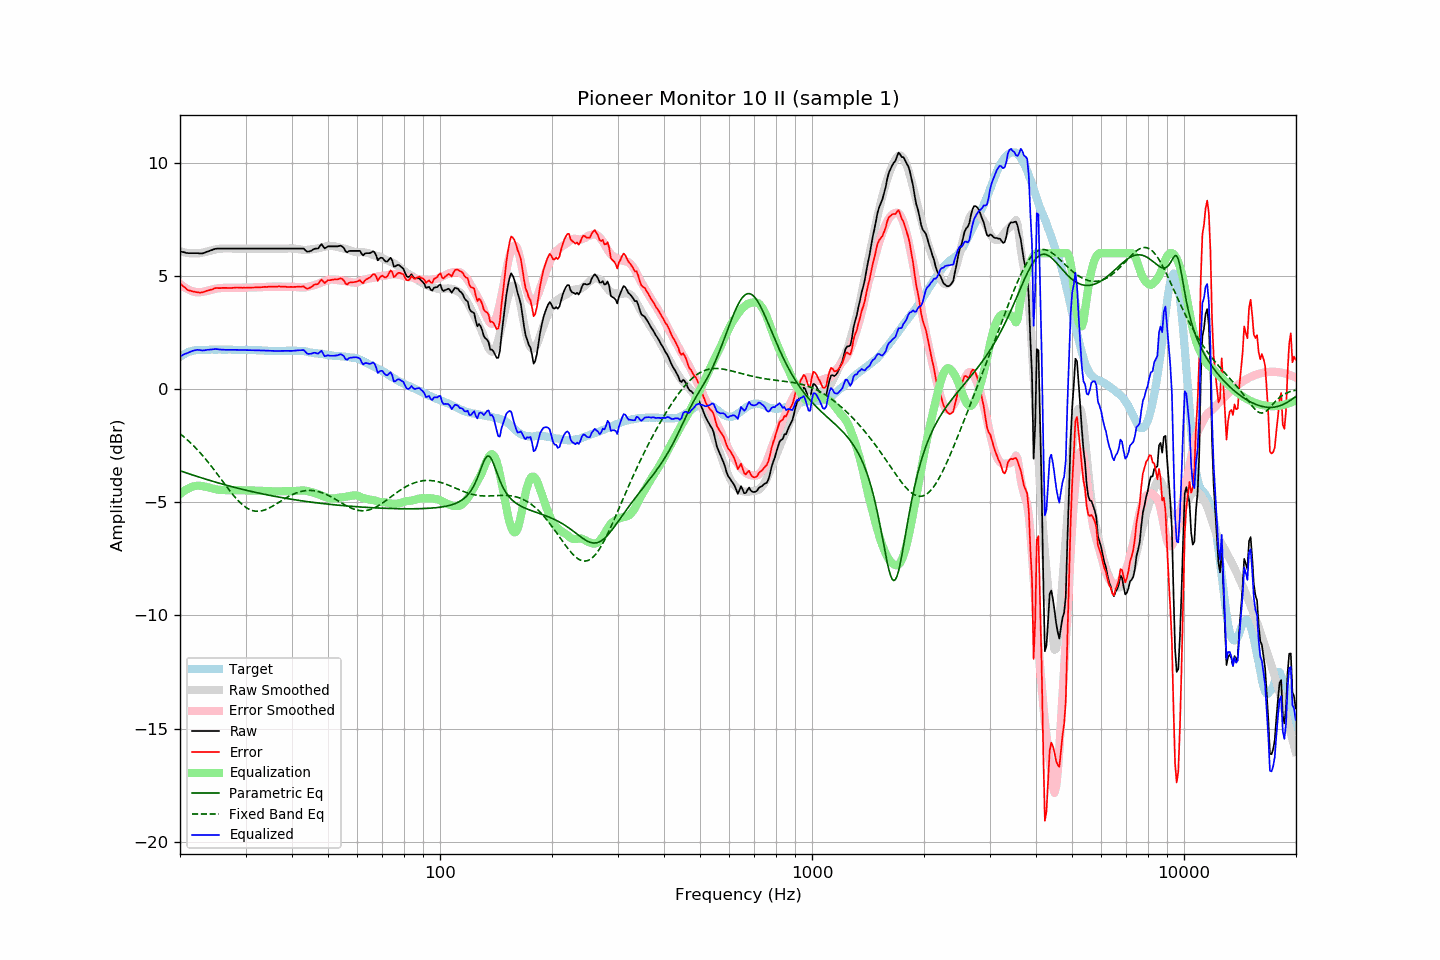 Pioneer Monitor 10 II (sample 1)
10
5
0
−5
−10
−15
−20
Amplitude (dBr)
Target
Raw Smoothed
Error Smoothed
Raw
Error
Equalization
Parametric Eq
Fixed Band Eq
Equalized
100
1000
10000
Frequency (Hz)